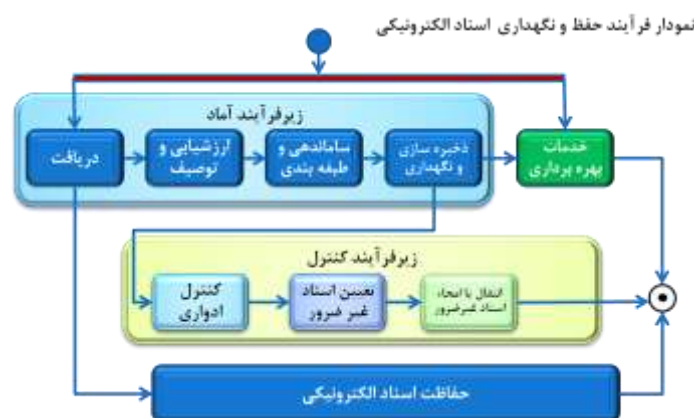 نمودار فرآیند حفظ و نگهداری اسناد الکترونیکی
زیرفرآیند آماد
دریافت
ارزشیابی و
توصیف
ساماندهی و
طبقه بندی
ذخیره سازی
و نگهداری
خدمات
بهره برداری
زیرفرآیند کنترل
کنترل
ادواری
تعیین اسناد
غیر ضرور
انتقال یا امحاء
اسناد غیرضرور
حفاظت اسناد الکترونیکی